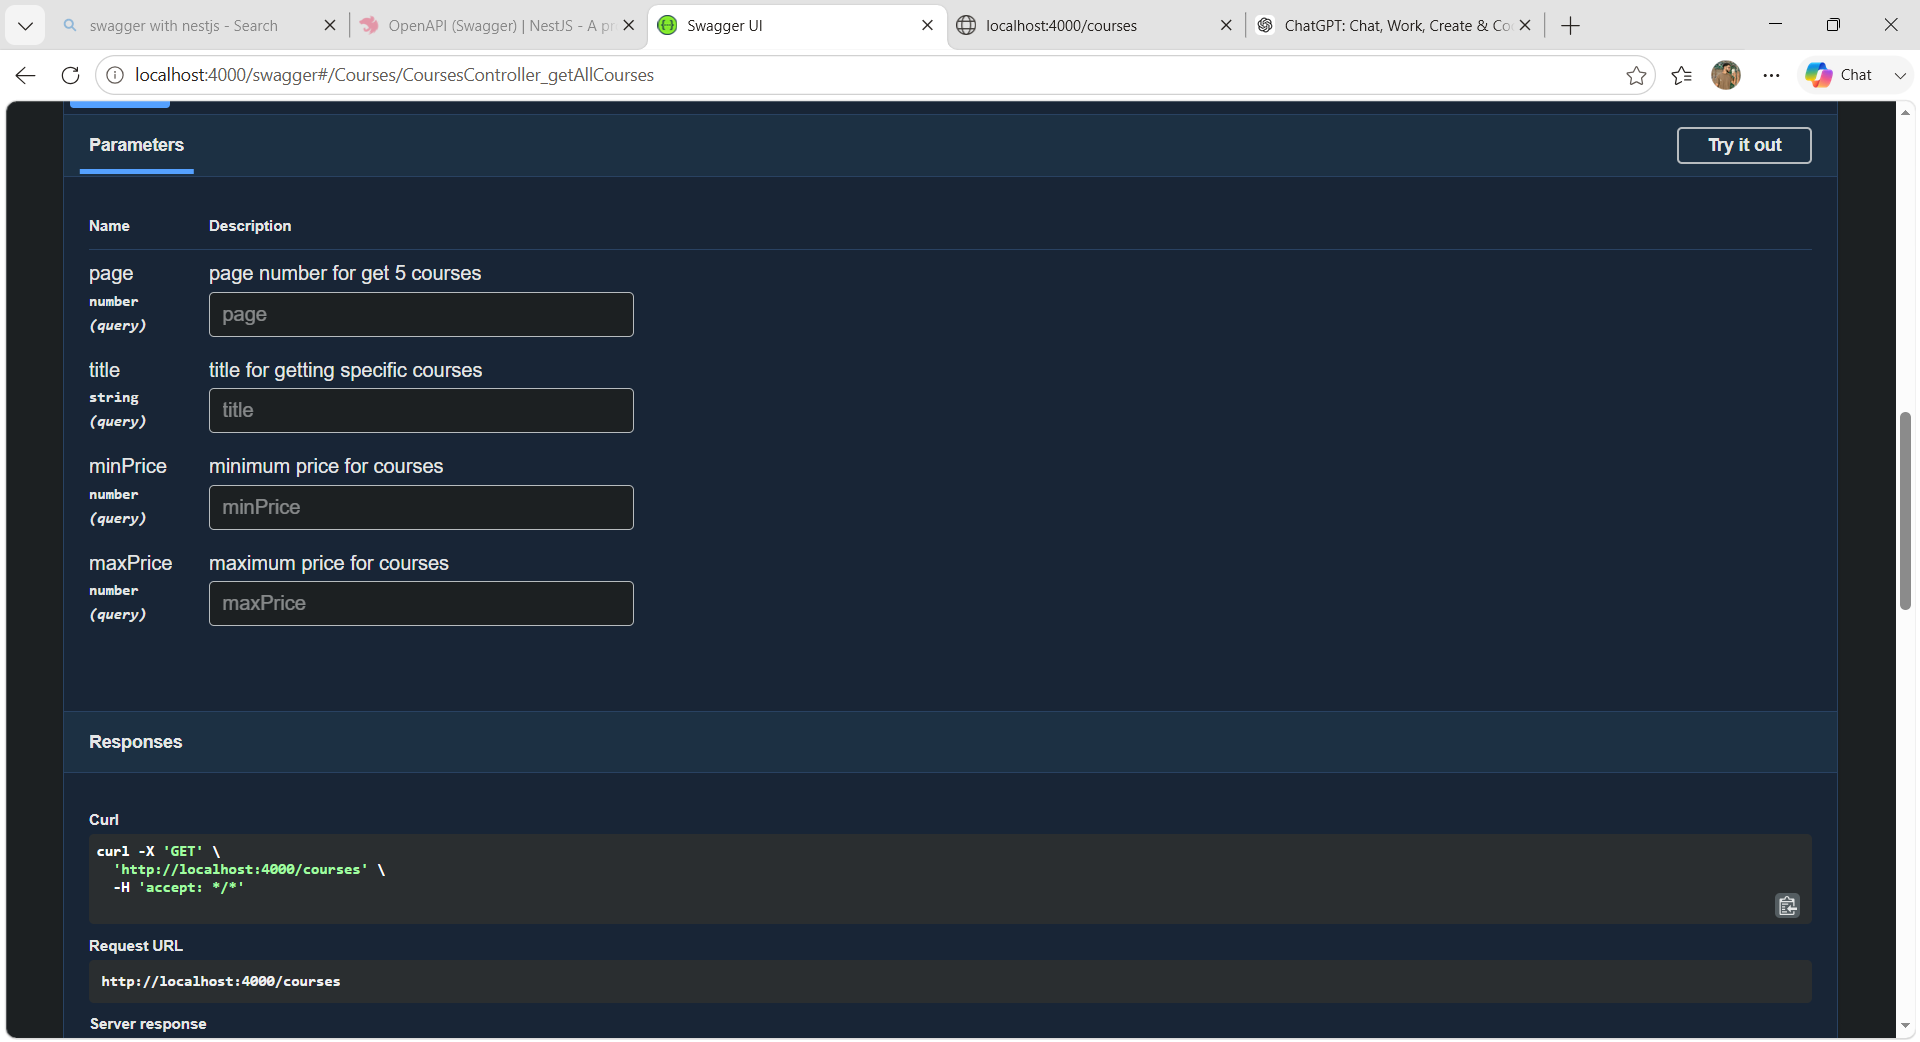 swagger with nestjs - Search
OpenAPI (Swagger) | NestJS - A pr
Swagger UI
localhost:4000/courses
ChatGPT: Chat, Work, Create & Co
localhost:4000/swagger#/Courses/CoursesController_getAllCourses
Chat
Parameters
Try it out
Name Description
page page number for get 5 courses
number
(query)
page
title title for getting specific courses
string
(query)
title
minPrice minimum price for courses
number
(query)
minPrice
maxPrice maximum price for courses
number
(query)
maxPrice
Responses
Curl
curl -X 'GET' \
'http://localhost:4000/courses' \
-H 'accept: */*'
Request URL
http://localhost:4000/courses
Server response